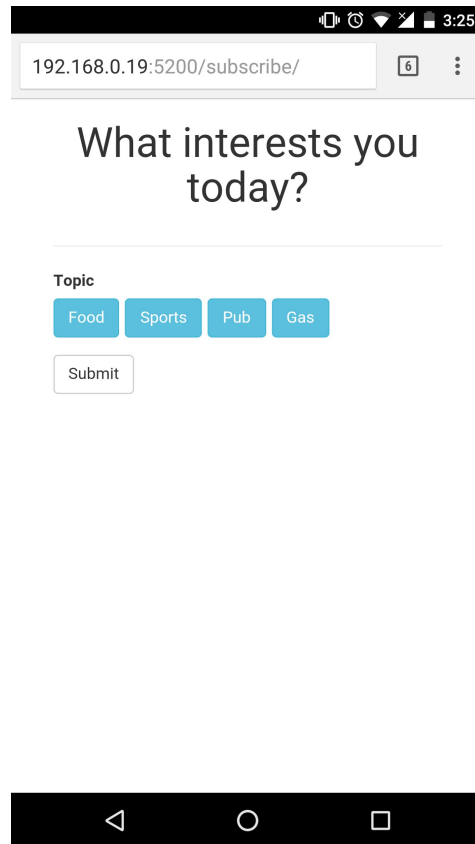 3:25
192.168.0.19:5200/subscribe/
6
What interests you
today?
Topic
Food Sports Pub Gas
Submit